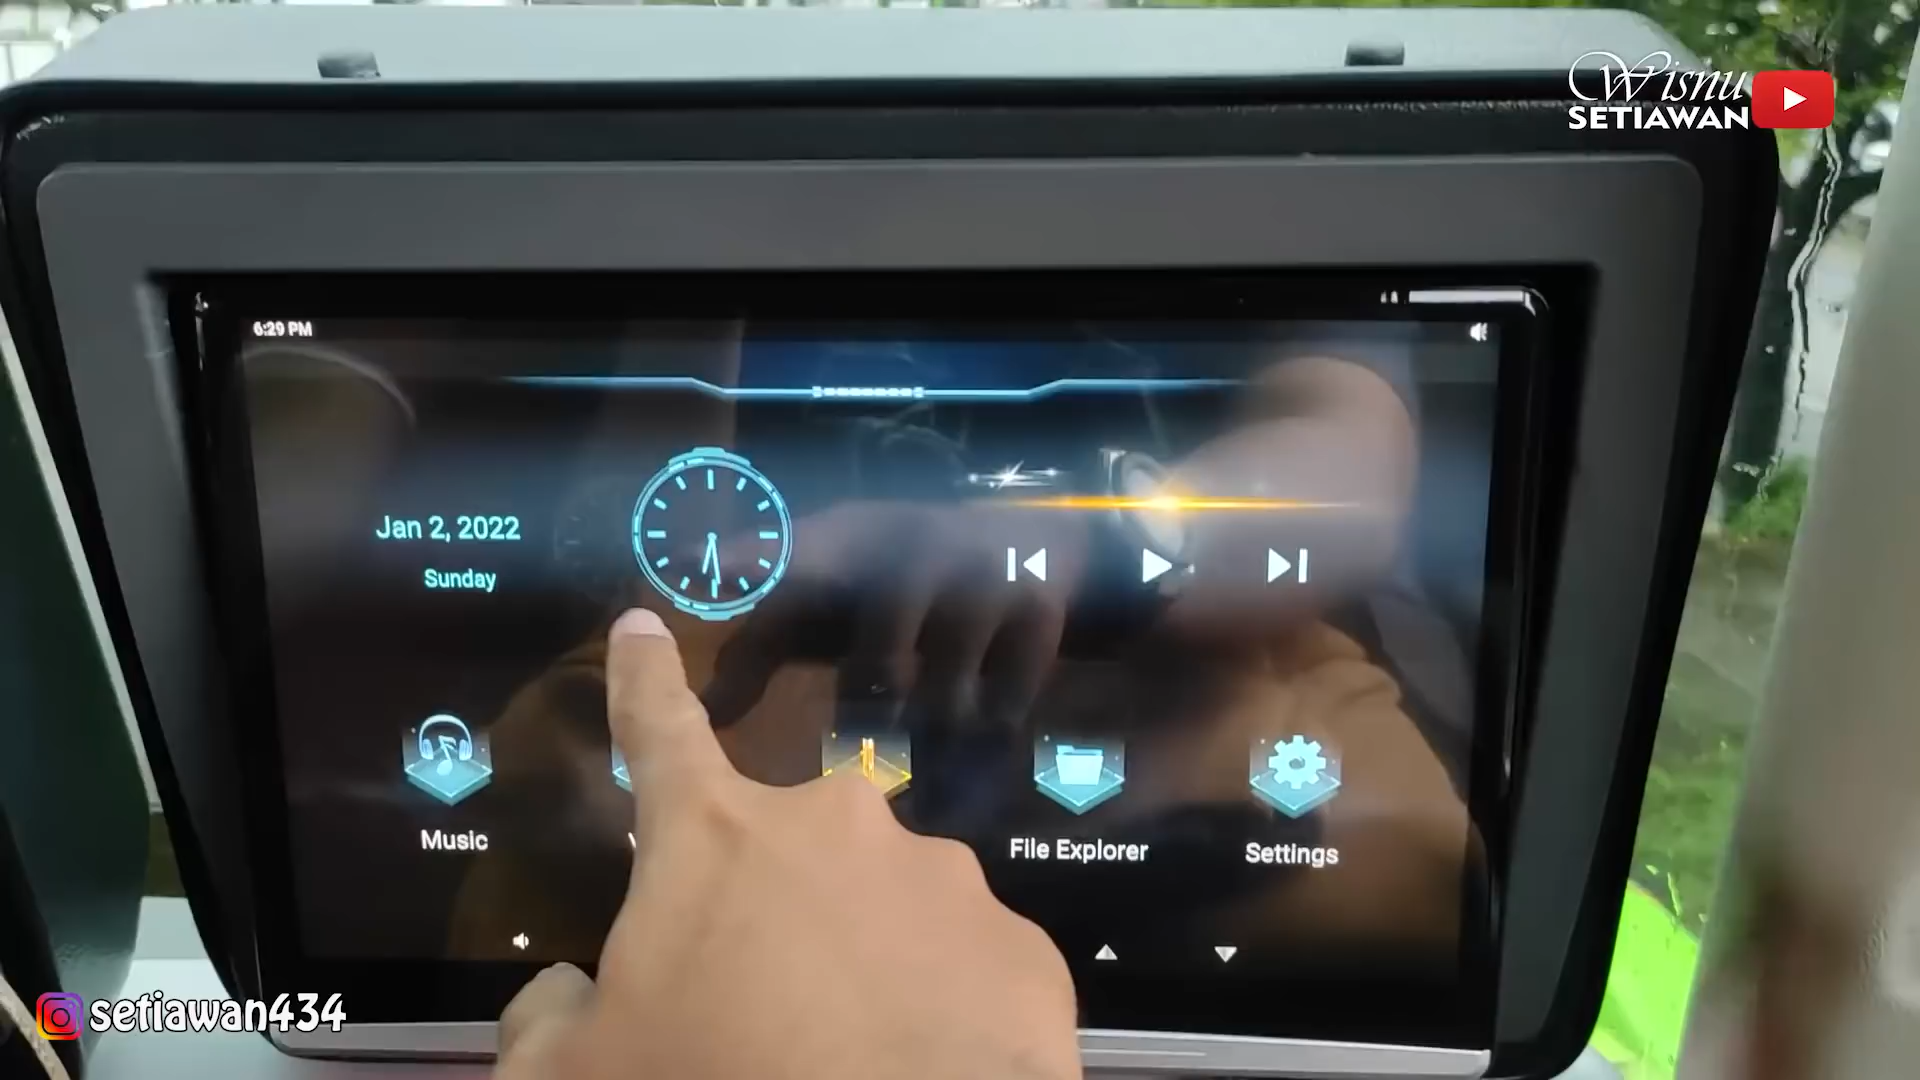 Wisnu
SETIAWAN
6:29 PM
Jan 2, 2022
Sunday
Music
File Explorer
Settings
setiawan434